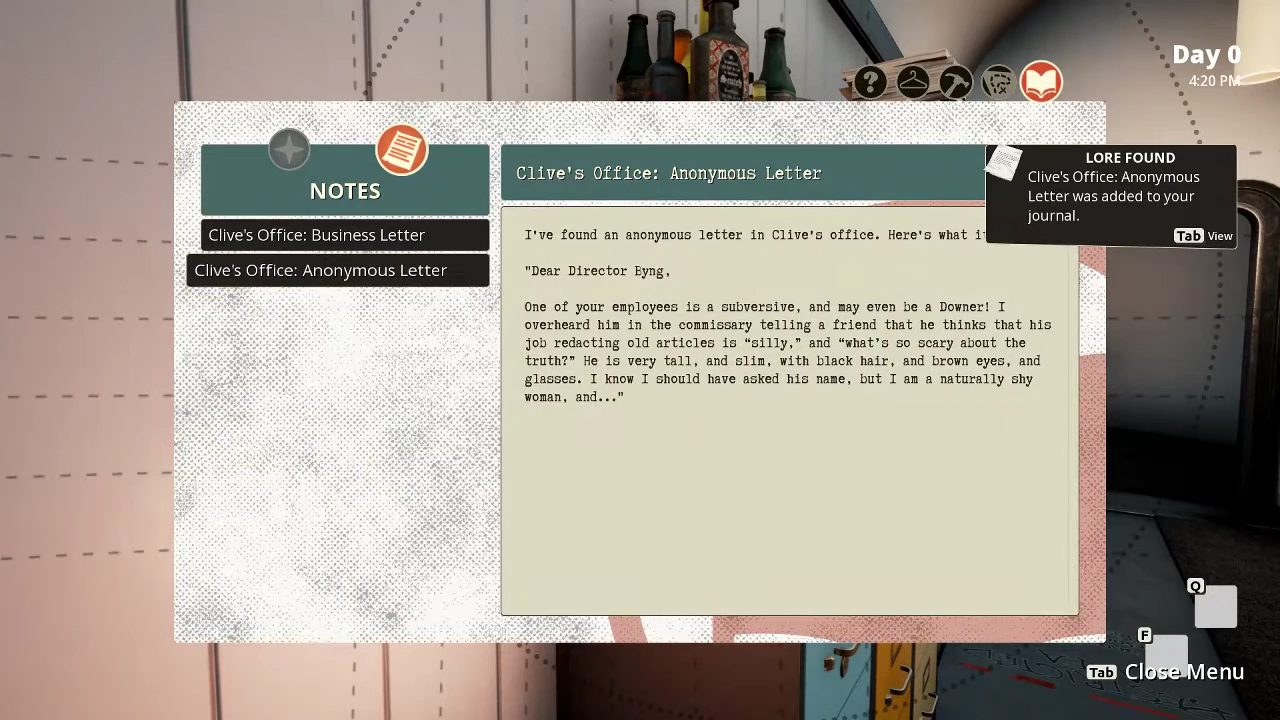 Day 0
4:20 PM
NOTES
Clive's Office: Business Letter
Clive's Office: Anonymous Letter
Clive's Office: Anonymous Letter
LORE FOUND
Clive's Office: Anonymous
Letter was added to your
journal.
Tab View
I've found an anonymous letter in Clive's office. Here's what i
"Dear Director Byng,
One of your employees is a subversive, and may even be a Downer! I
overheard him in the commissary telling a friend that he thinks that his
job redacting old articles is “silly,” and “what’s so scary about the
truth?” He is very tall, and slim, with black hair, and brown eyes, and
glasses. I know I should have asked his name, but I am a naturally shy
woman, and..."
Q
F
Tab Close Menu